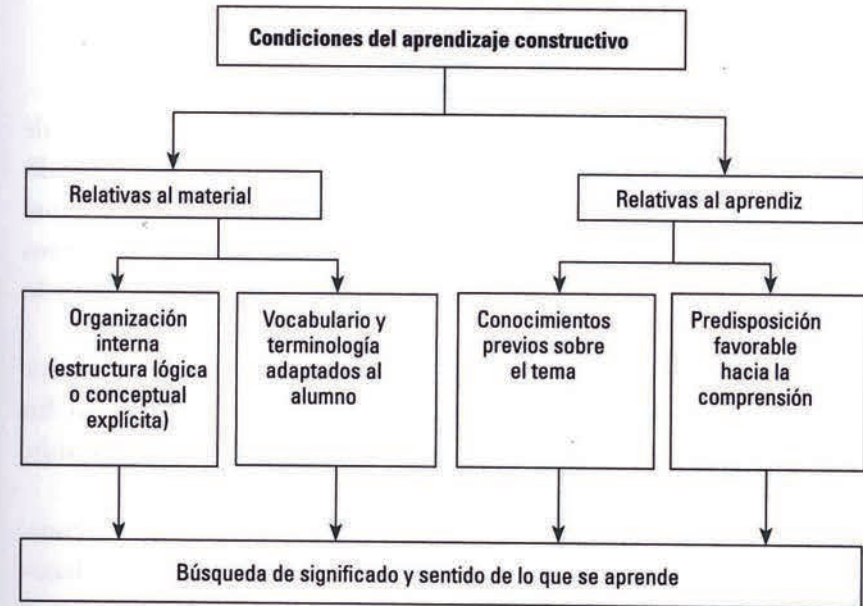 Condiciones del aprendizaje constructivo
Relativas al material
Relativas al aprendiz
Organización
interna
(estructura lógica
o conceptual
explícita)
Vocabulario y
terminología
adaptados al
alumno
Conocimientos
previos sobre
el tema
Predisposición
favorable
hacia la
comprensión
Búsqueda de significado y sentido de lo que se aprende